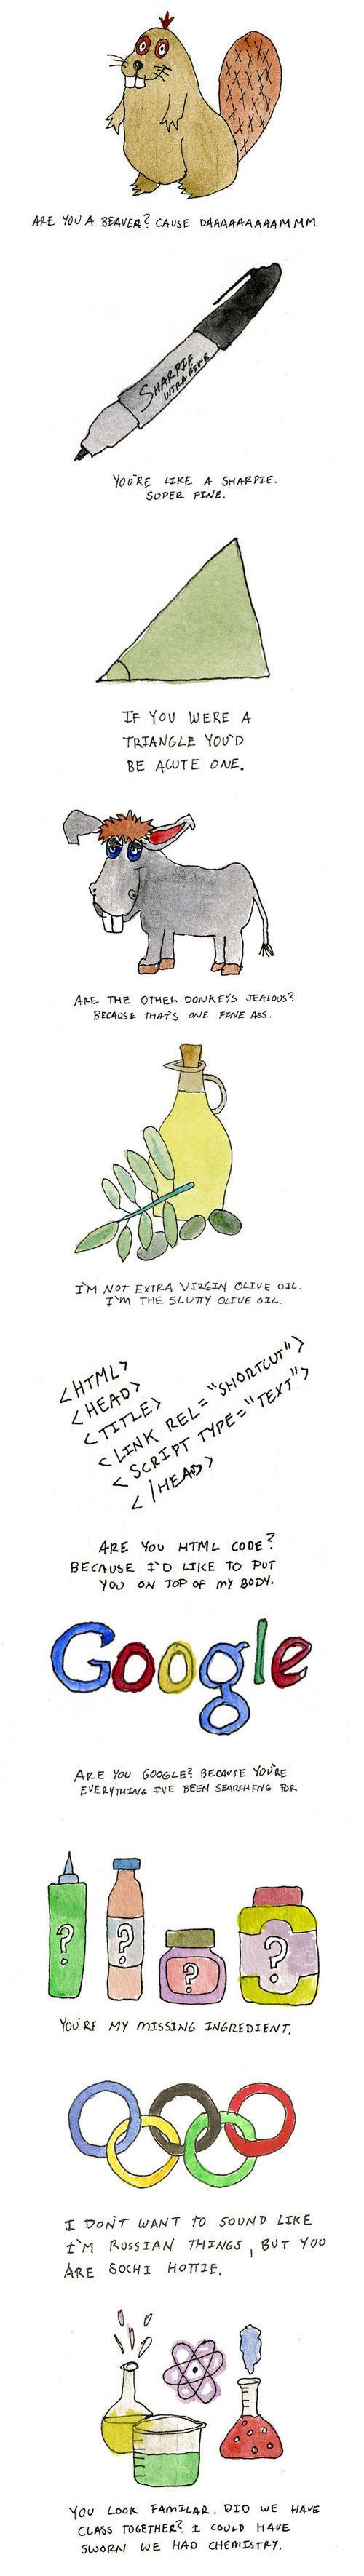 ARE YOU A BEAVER? CAUSE DAAAAAAAAAMMM
SHARPIE
ULTRA FINE
YOU'RE LIKE A SHARPIE.
SUPER FINE.
IF YOU WERE A
TRIANGLE YOU'D
BE ACUTE ONE.
ARE THE OTHER DONKEYS JEALOUS?
BECAUSE THAT'S ONE FINE ASS.
I'M NOT EXTRA VIRGIN OLIVE OIL.
I'M THE SLUTTY OLIVE OIL.
<HTML>
<HEAD>
<TITLE>
<LINK REL="SHORTCUT">
<SCRIPT TYPE="TEXT">
</HEAD>
ARE YOU HTML CODE?
BECAUSE I'D LIKE TO PUT
YOU ON TOP OF MY BODY.
Google
ARE YOU GOOGLE? BECAUSE YOU'RE
EVERYTHING I'VE BEEN SEARCHENG FOR
? ? ? ?
YOU'RE MY MISSING INGREDIENT.
I DON'T WANT TO SOUND LIKE
I'M RUSSIAN THINGS, BUT YOU
ARE SOCHI HOTTIE.
YOU LOOK FAMILAR. DID WE HAVE
CLASS TOGETHER? I COULD HAVE
SWORN WE HAD CHEMISTRY.